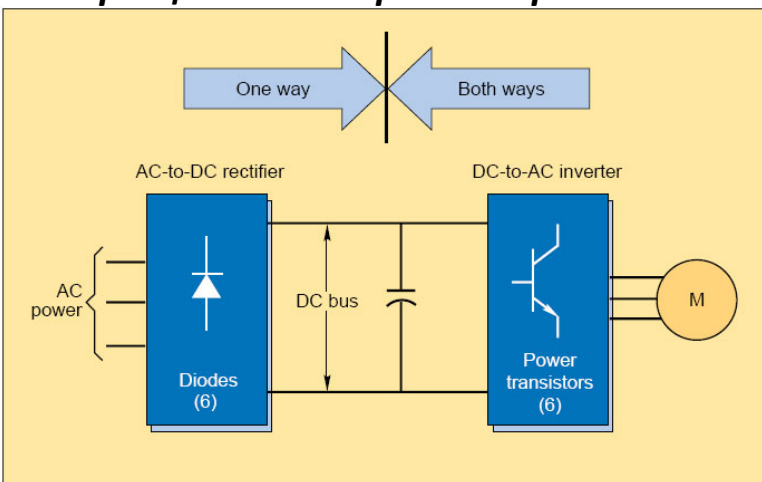 One way
Both ways
AC-to-DC rectifier
DC-to-AC inverter
AC
power
DC bus
M
Diodes
(6)
Power
transistors
(6)